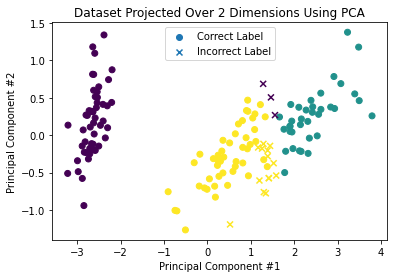 Dataset Projected Over 2 Dimensions Using PCA
Correct Label
Incorrect Label
Principal Component #2
1.5
1.0
0.5
0.0
−0.5
−1.0
−3
−2
−1
0
1
2
3
4
Principal Component #1